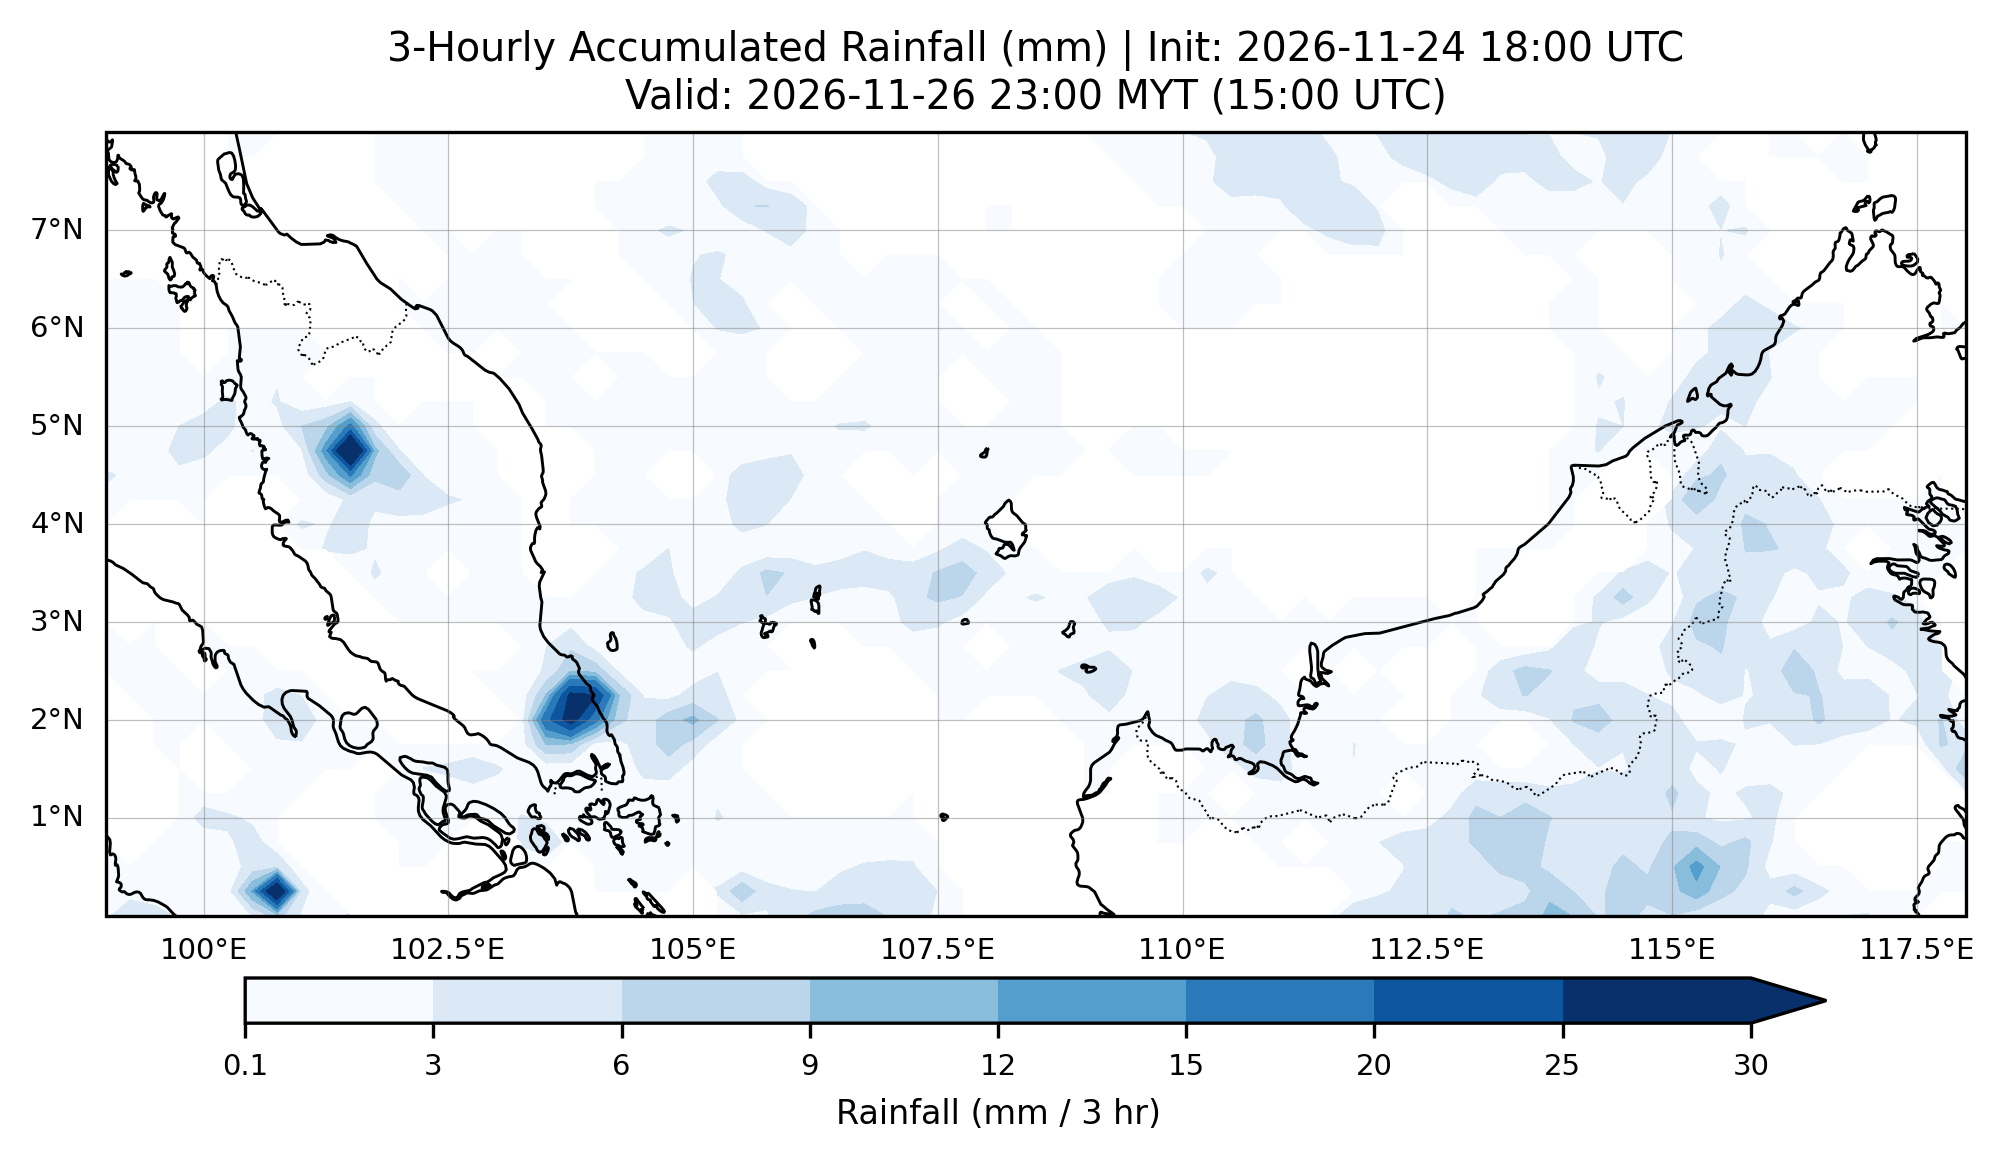 3-Hourly Accumulated Rainfall (mm) | Init: 2026-11-24 18:00 UTC
Valid: 2026-11-26 23:00 MYT (15:00 UTC)
7°N
6°N
5°N
4°N
3°N
2°N
1°N
100°E 102.5°E 105°E 107.5°E 110°E 112.5°E 115°E 117.5°E
0.1 3 6 9 12 15 20 25 30
Rainfall (mm / 3 hr)